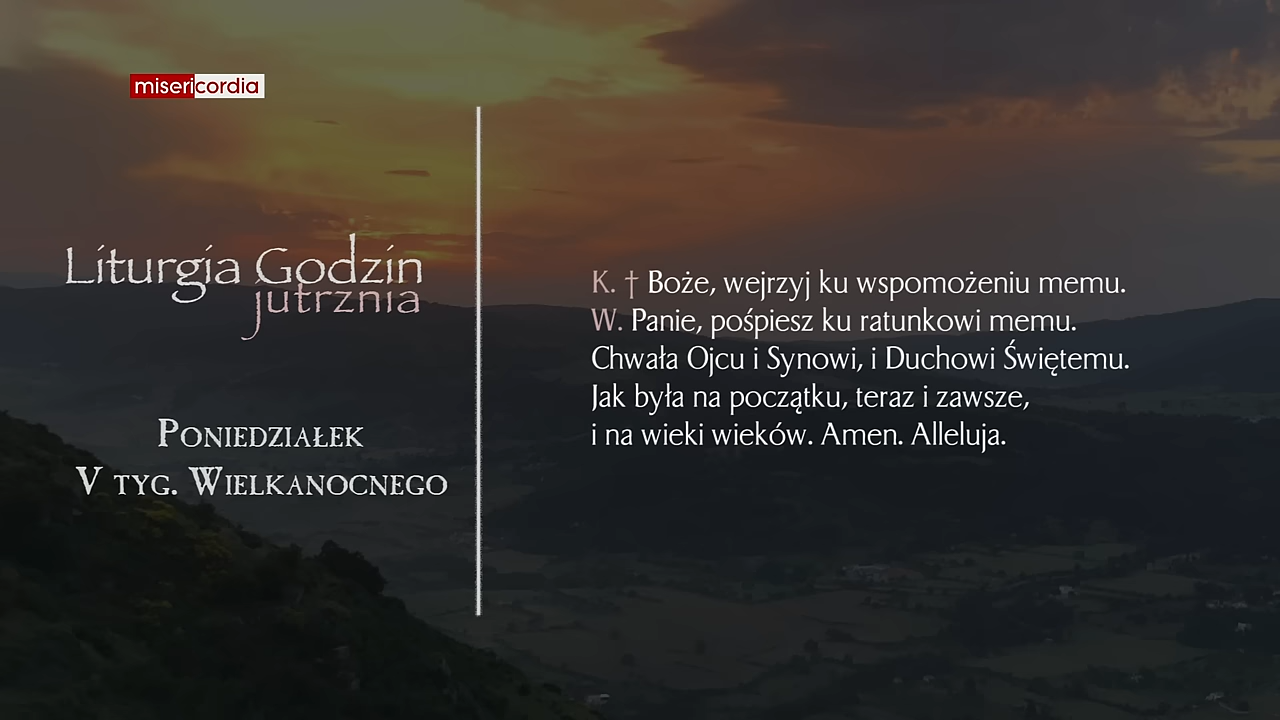 misericordia
Liturgia Godzin
jutrznia
Poniedziałek
V tyg. Wielkanocnego
K. † Boże, wejrzyj ku wspomożeniu memu.
W. Panie, pośpiesz ku ratunkowi memu.
Chwała Ojcu i Synowi, i Duchowi Świętemu.
Jak była na początku, teraz i zawsze,
i na wieki wieków. Amen. Alleluja.